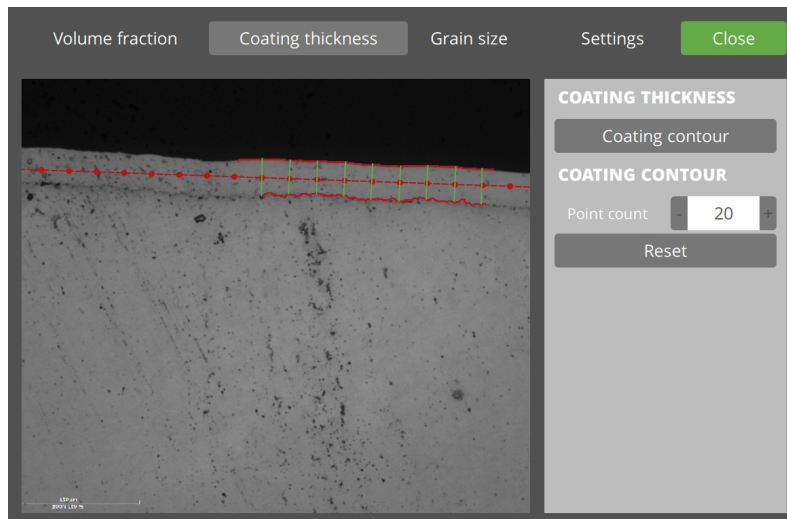 Volume fraction
Coating thickness
Grain size
Settings
Close
COATING THICKNESS
Coating contour
COATING CONTOUR
Point count - 20 +
Reset